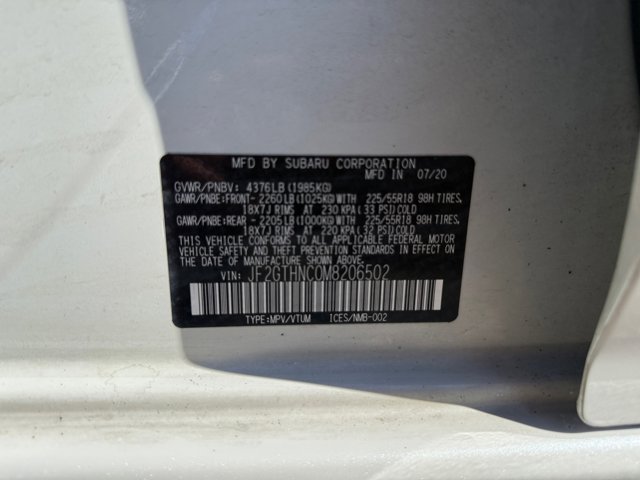 MFD BY SUBARU CORPORATION
MADE IN 07/20
GVWR/PNBV: 4376LB (1985KG)
GAWR/PNBE:FRONT- 2260LB (1025KG) WITH 225/55R18 98H TIRES,
18X7J RIMS AT 230 KPA (33 PSI) COLD
GAWR/PNBE:REAR - 2205LB (1000KG) WITH 225/55R18 98H TIRES,
18X7J RIMS AT 220 KPA (32 PSI) COLD
THIS VEHICLE CONFORMS TO ALL APPLICABLE FEDERAL MOTOR
VEHICLE SAFETY, BUMPER, AND THEFT PREVENTION STANDARDS IN EFFECT
ON THE DATE OF MANUFACTURE SHOWN ABOVE.
VIN: JF2GTHNC0M8206502
TYPE:MPV/VTUM ICES/NMB-002